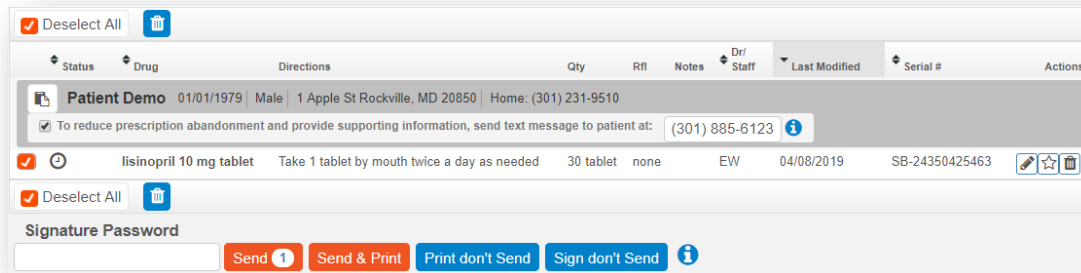 Deselect All
Status Drug Directions Qty Rfl Notes Dr/ Staff Last Modified Serial # Actions
Patient Demo 01/01/1979 Male 1 Apple St Rockville, MD 20850 Home: (301) 231-9510
To reduce prescription abandonment and provide supporting information, send text message to patient at: (301) 885-6123
lisinopril 10 mg tablet Take 1 tablet by mouth twice a day as needed 30 tablet none EW 04/08/2019 SB-24350425463
Deselect All
Signature Password
Send 1 Send & Print Print don't Send Sign don't Send